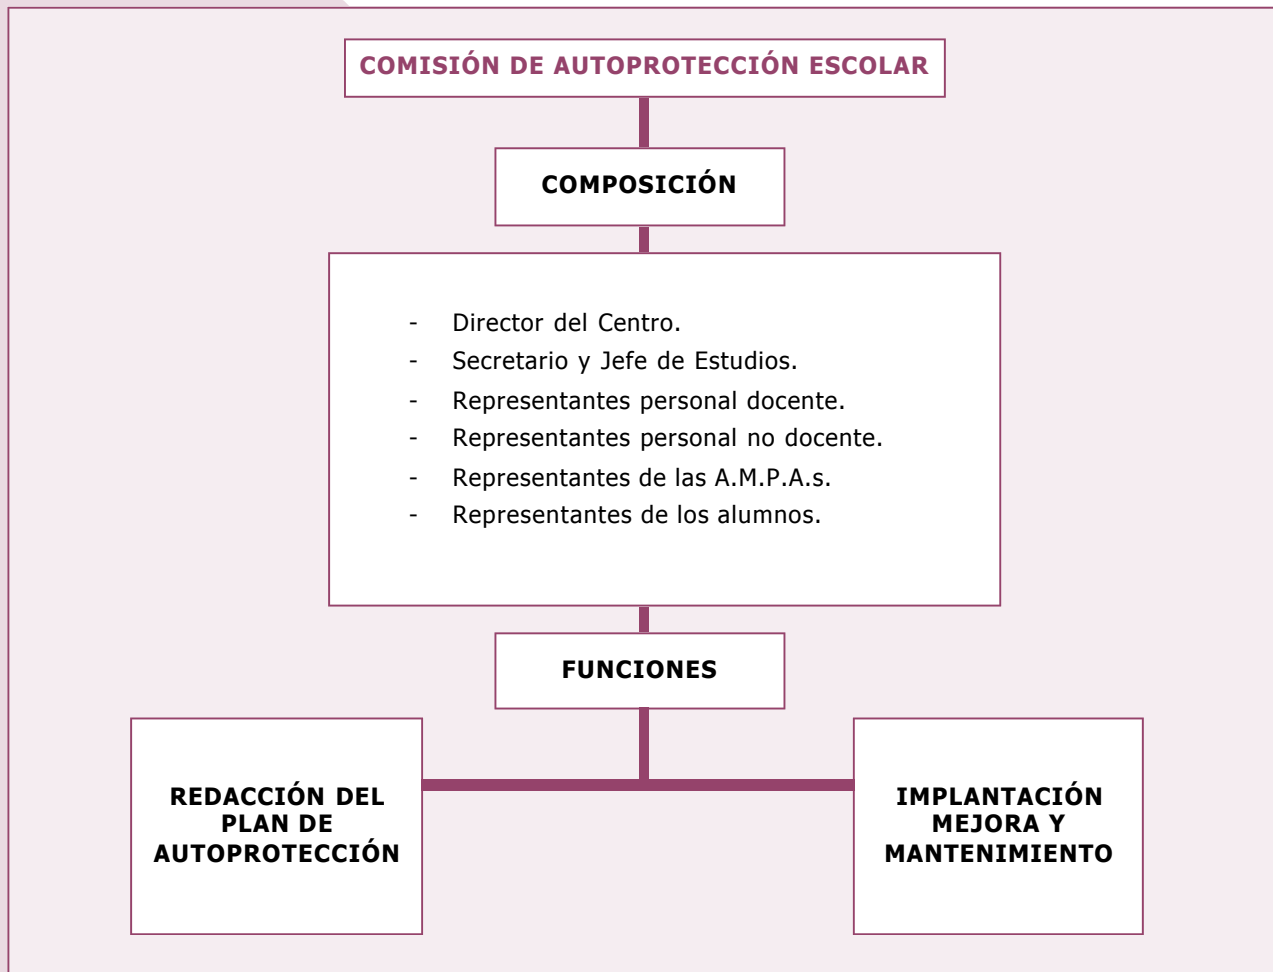 COMISIÓN DE AUTOPROTECCIÓN ESCOLAR
COMPOSICIÓN
- Director del Centro.
- Secretario y Jefe de Estudios.
- Representantes personal docente.
- Representantes personal no docente.
- Representantes de las A.M.P.A.s.
- Representantes de los alumnos.
FUNCIONES
REDACCIÓN DEL
PLAN DE
AUTOPROTECCIÓN
IMPLANTACIÓN
MEJORA Y
MANTENIMIENTO